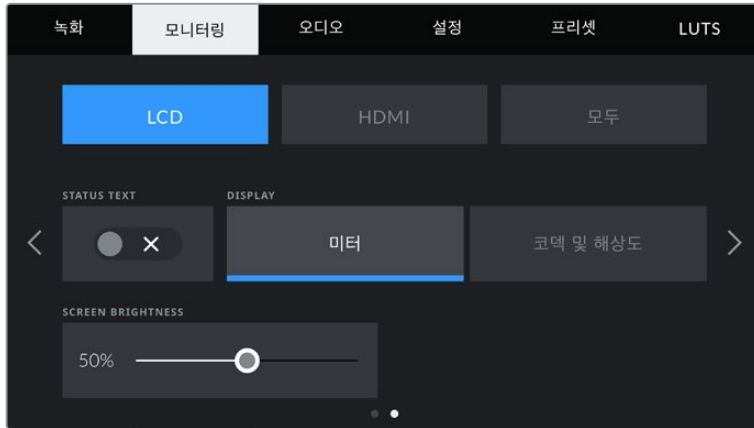 녹화 모니터링 오디오 설정 프리셋 LUTS
LCD HDMI 모두
STATUS TEXT DISPLAY
미터 코덱 및 해상도
SCREEN BRIGHTNESS
50%